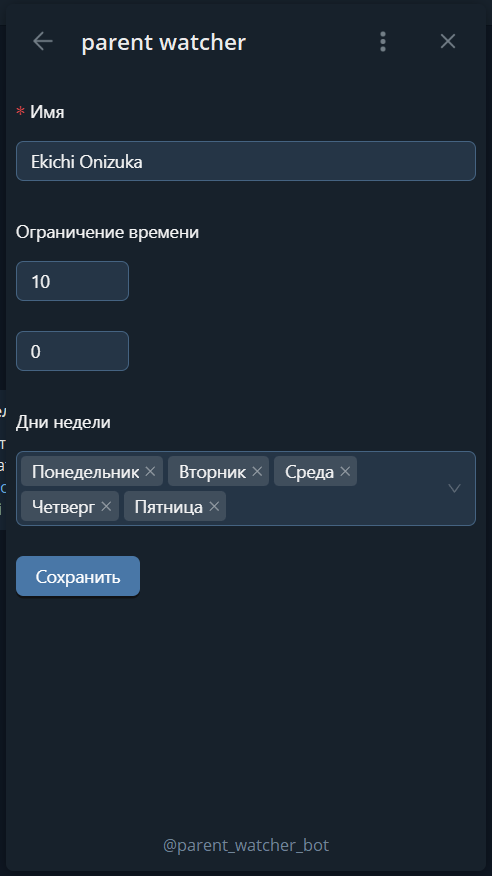 parent watcher
* Имя
Ekichi Onizuka
Ограничение времени
10
0
Дни недели
Понедельник Вторник Среда
Четверг Пятница
Сохранить
@parent_watcher_bot